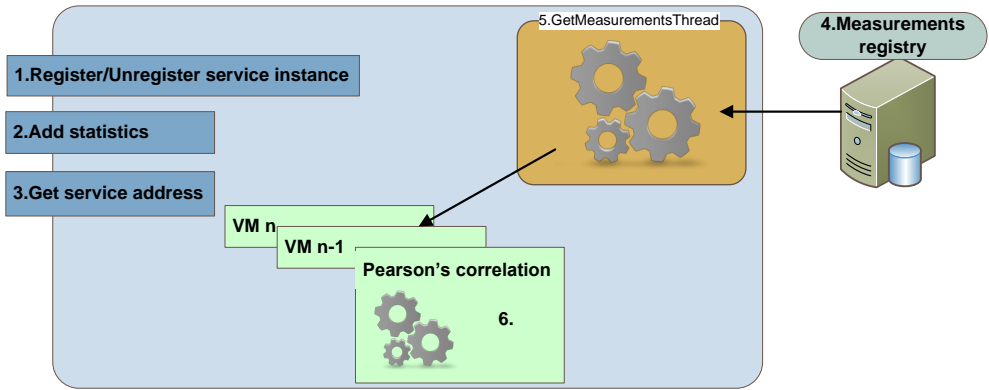 5.GetMeasurementsThread
4.Measurements
registry
1.Register/Unregister service instance
2.Add statistics
3.Get service address
VM n
VM n-1
Pearson’s correlation
6.